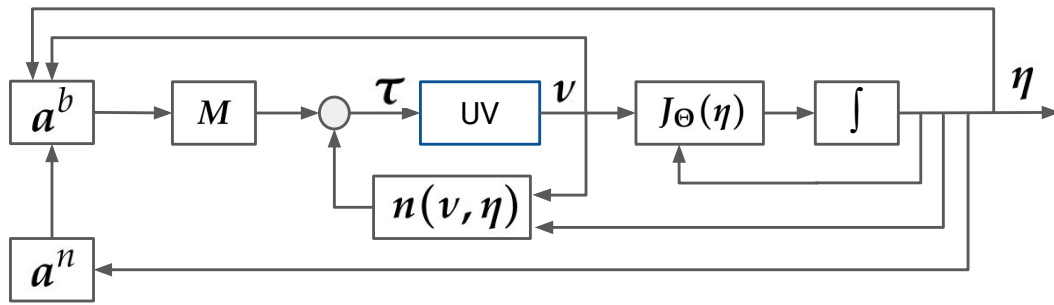 η
τ
ν
a^b
M
UV
J_Θ(η)
∫
n(ν, η)
a^n